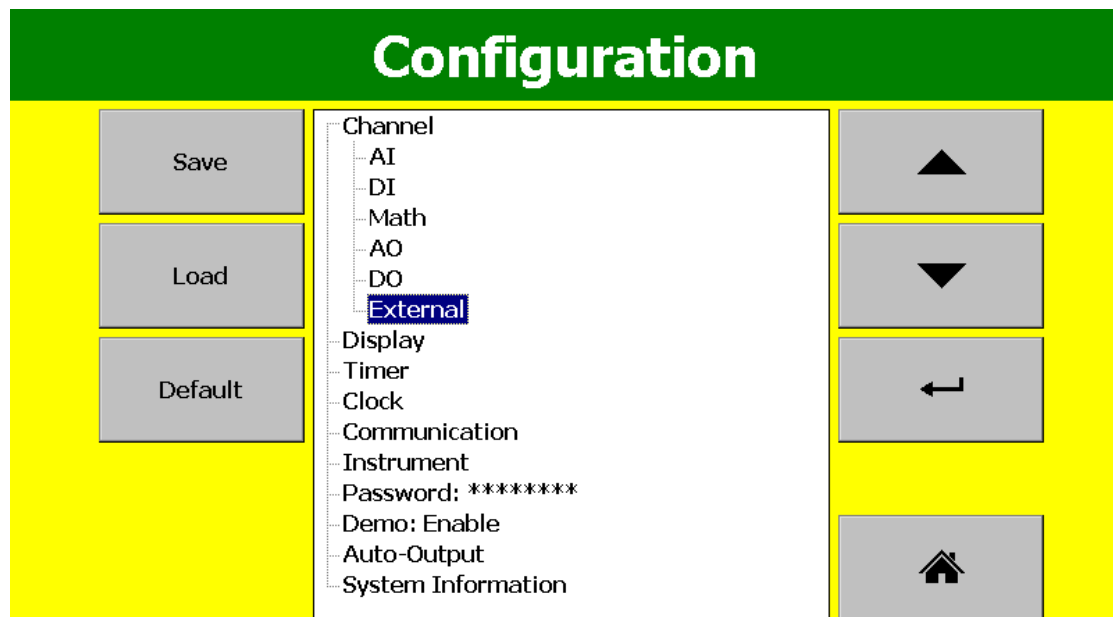 Configuration
Save
Load
Default
Channel
AI
DI
Math
AO
DO
External
Display
Timer
Clock
Communication
Instrument
Password: ********
Demo: Enable
Auto-Output
System Information